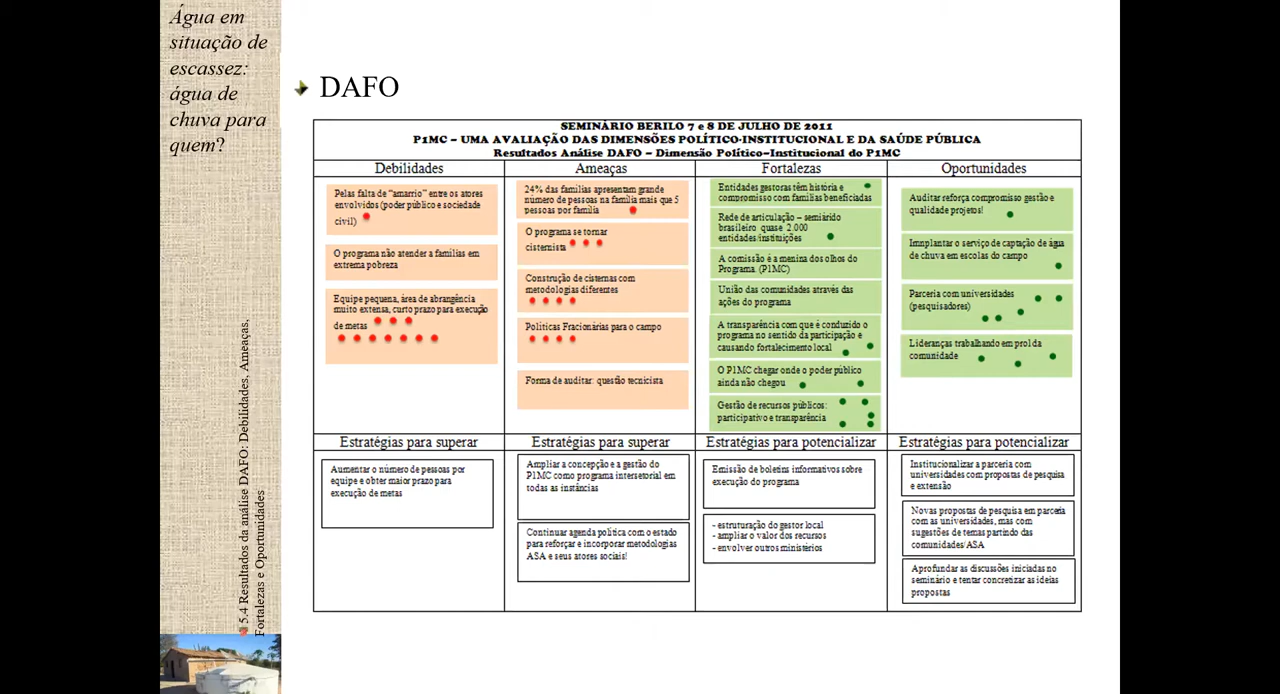 Água em
situação de
escassez:
água de
chuva para
quem?
5.4 Resultados da análise DAFO: Debilidades, Ameaças,
Fortalezas e Oportunidades
DAFO
SEMINÁRIO BERILO 7 e 8 DE JULHO DE 2011
P1MC – UMA AVALIAÇÃO DAS DIMENSÕES POLÍTICO-INSTITUCIONAL E DA SAÚDE PÚBLICA
Resultados Análise DAFO – Dimensão Político-Institucional do P1MC
Debilidades
Pelas falta de "amarrio" entre os atores
envolvidos (poder público e sociedade
civil)
O programa não atender a famílias em
extrema pobreza
Equipe pequena, área de abrangência
muito extensa, curto prazo para execução
de metas
Ameaças
24% das famílias apresentam grande
numero de pessoas na família mais que 5
pessoas por família
O programa se tornar
cisternista
Construção de cisternas com
metodologias diferentes
Políticas Fracionárias para o campo
Forma de auditar: questão tecnicista
Fortalezas
Entidades gestoras têm história e
compromisso com famílias beneficiadas
Rede de articulação – semiárido
brasileiro quase 2.000
entidades/instituições
A comissão é a menina dos olhos do
Programa. (P1MC)
União das comunidades através das
ações do programa
A transparência com que é conduzido o
programa no sentido da participação e
causando fortalecimento local
O P1MC chegar onde o poder público
ainda não chegou
Gestão de recursos públicos:
participativo e transparência
Oportunidades
Auditar reforça compromisso gestão e
qualidade projetos!
Imnplantar o serviço de captação de água
de chuva em escolas do campo
Parceria com universidades
(pesquisadores)
Lideranças trabalhando em prol da
comunidade
Estratégias para superar
Aumentar o número de pessoas por
equipe e obter maior prazo para
execução de metas
Estratégias para superar
Ampliar a concepção e a gestão do
P1MC como programa intersetorial em
todas as instâncias
Continuar agenda política com o estado
para reforçar e incorporar metodologias
ASA e seus atores sociais!
Estratégias para potencializar
Emissão de boletins informativos sobre
execução do programa
- estruturação do gestor local
- ampliar o valor dos recursos
- envolver outros ministérios
Estratégias para potencializar
Institucionalizar a parceria com
universidades com propostas de pesquisa
e extensão
Novas propostas de pesquisa em parceria
com as universidades, mas com
sugestões de temas partindo das
comunidades/ASA
Aprofundar as discussões iniciadas no
seminário e tentar concretizar as ideias
propostas